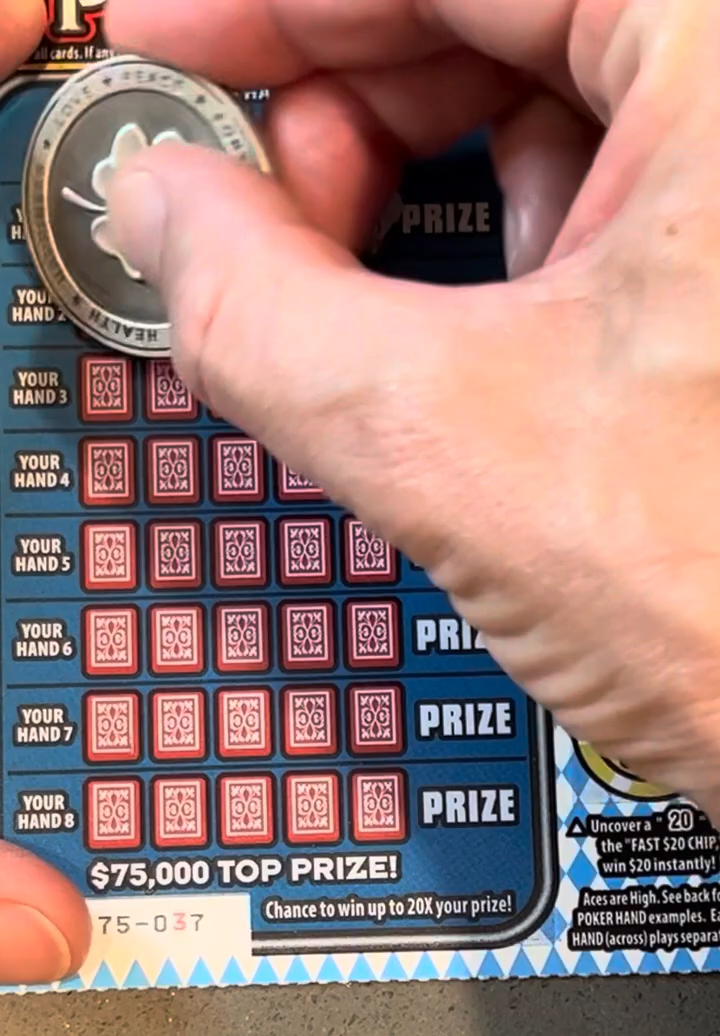 all cards. If any
LOVE ★ PEACE ★
HEALTH
PRIZE
YOUR
HAND 2
YOUR
HAND 3
YOUR
HAND 4
YOUR
HAND 5
YOUR
HAND 6
PRIZE
YOUR
HAND 7
PRIZE
YOUR
HAND 8
PRIZE
$75,000 TOP PRIZE!
75-037
Chance to win up to 20X your prize!
▲ Uncover a "20"
the "FAST $20 CHIP,
win $20 instantly!
Aces are High. See back fo
POKER HAND examples. Ea
HAND (across) plays separat